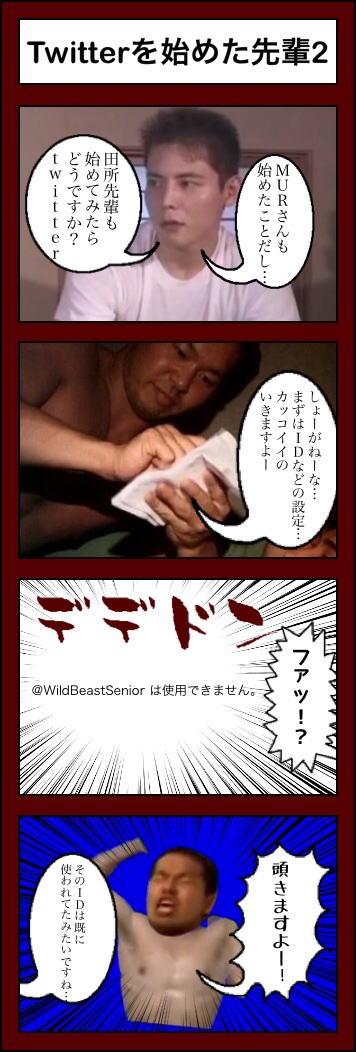 Twitterを始めた先輩2
MURさんも
始めたことだし…
田所先輩も
始めてみたら
どうですか？
twitter
しょーがねーな…
まずはIDなどの設定…
カッコイイの
いきますよー
デデドン
@WildBeastSenior は使用できません。
ファッ！？
頭きますよー！
そのIDは既に
使われてたみたいですね…